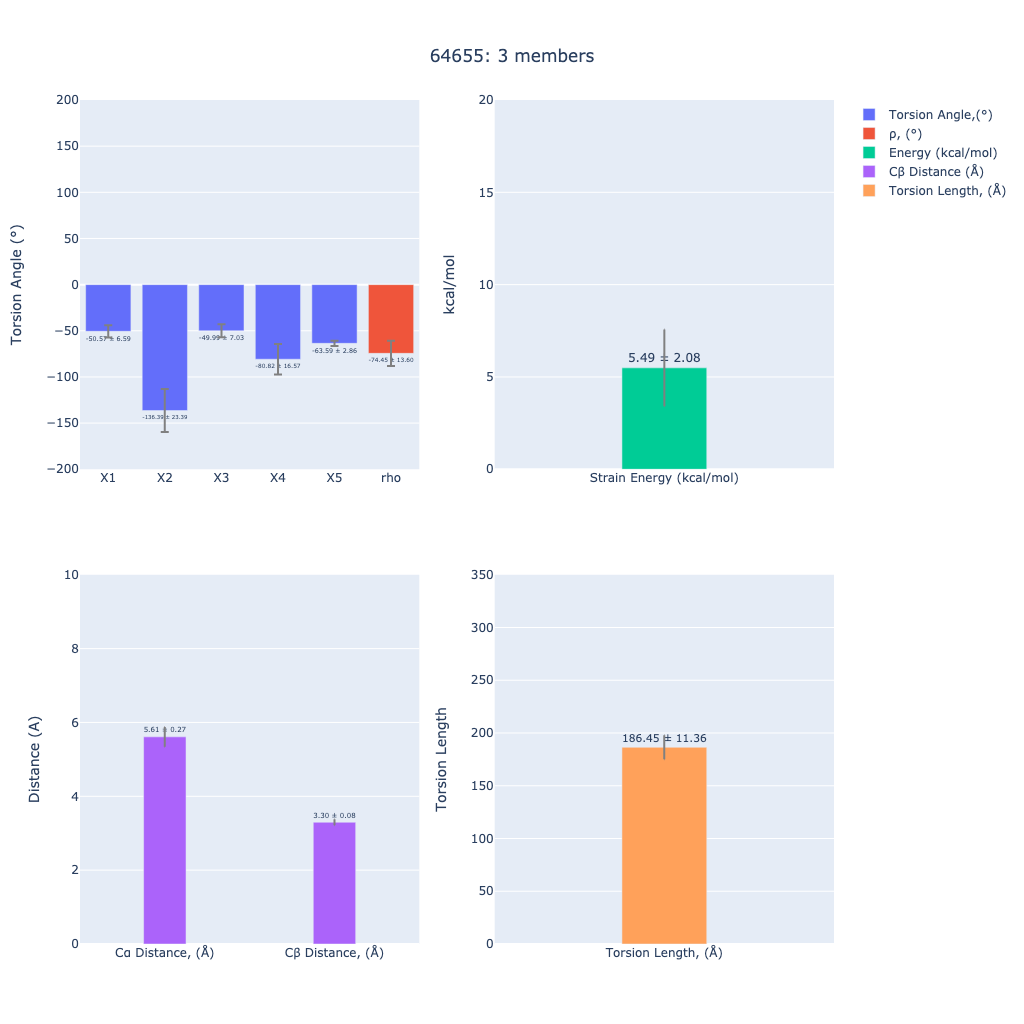 64655: 3 members
Torsion Angle (°)
200
150
100
50
0
−50
−100
−150
−200
-50.57 ± 6.59
-136.39 ± 23.39
-49.99 ± 7.03
-80.82 ± 16.57
-63.59 ± 2.86
-74.45 ± 13.60
X1 X2 X3 X4 X5 rho
kcal/mol
20
15
10
5
0
5.49 ± 2.08
Strain Energy (kcal/mol)
Torsion Angle,(°)
ρ, (°)
Energy (kcal/mol)
Cβ Distance (Å)
Torsion Length, (Å)
Distance (A)
10
8
6
4
2
0
5.61 ± 0.27
3.30 ± 0.08
Cα Distance, (Å) Cβ Distance, (Å)
Torsion Length
350
300
250
200
150
100
50
0
186.45 ± 11.36
Torsion Length, (Å)